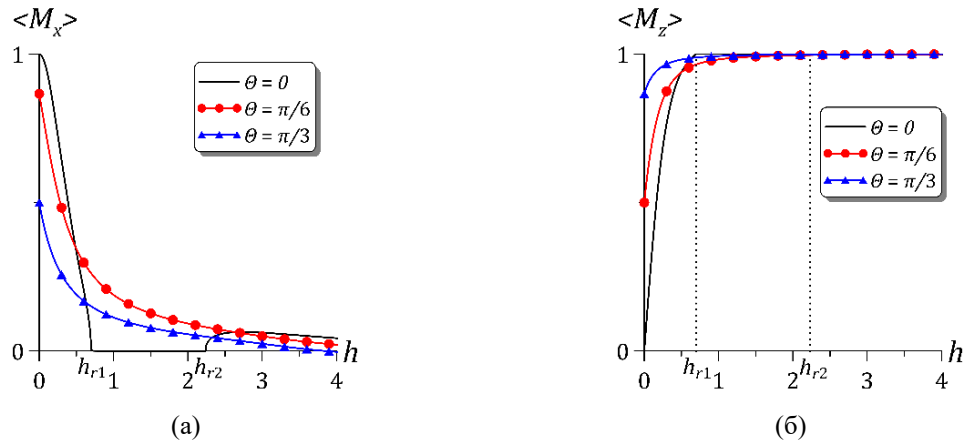 <Mₓ>
1
Θ = 0
Θ = π/6
Θ = π/3
0
h
hᵣ₁
hᵣ₂
0 1 2 3 4
(а)
<M_z>
1
Θ = 0
Θ = π/6
Θ = π/3
0
h
hᵣ₁
hᵣ₂
0 1 2 3 4
(б)